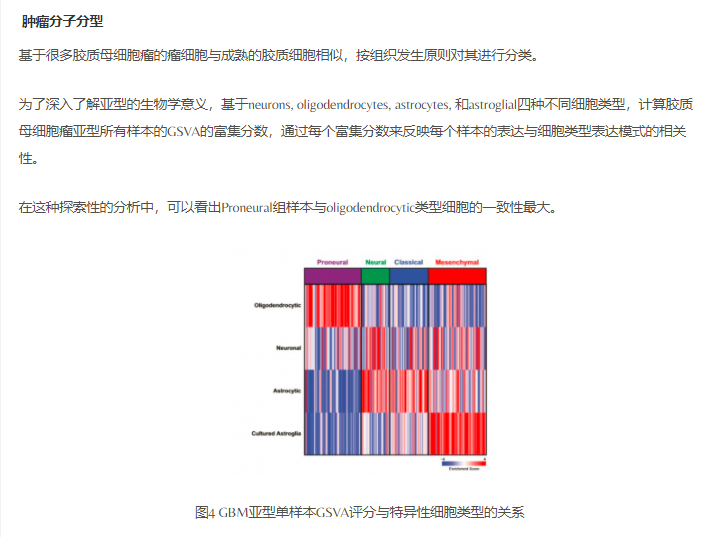 肿瘤分子分型
基于很多胶质母细胞瘤的瘤细胞与成熟的胶质细胞相似，按组织发生原则对其进行分类。
为了深入了解亚型的生物学意义，基于neurons, oligodendrocytes, astrocytes, 和astroglial四种不同细胞类型，计算胶质
母细胞瘤亚型所有样本的GSVA的富集分数，通过每个富集分数来反映每个样本的表达与细胞类型表达模式的相关
性。
在这种探索性的分析中，可以看出Proneural组样本与oligodendrocytic类型细胞的一致性最大。
Proneural Neural Classical Mesenchymal
Oligodendrocytic
Neuronal
Astrocytic
Cultured Astroglia
Enrichment Score
图4 GBM亚型单样本GSVA评分与特异性细胞类型的关系